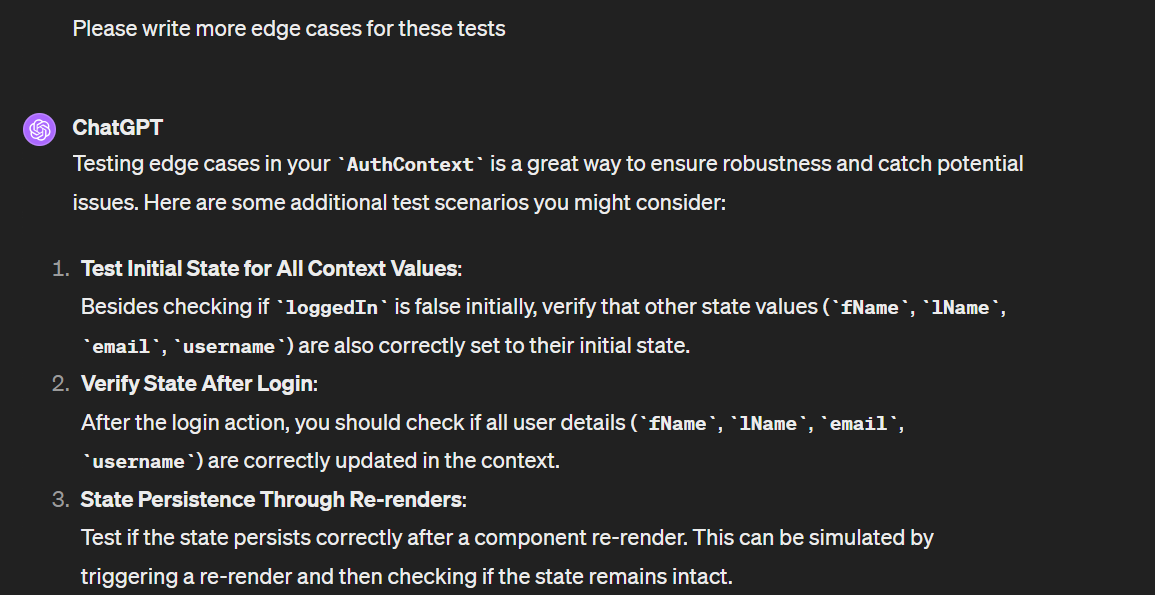 Please write more edge cases for these tests
ChatGPT
Testing edge cases in your `AuthContext` is a great way to ensure robustness and catch potential
issues. Here are some additional test scenarios you might consider:
1. Test Initial State for All Context Values:
Besides checking if `loggedIn` is false initially, verify that other state values (`fName`, `lName`,
`email`, `username`) are also correctly set to their initial state.
2. Verify State After Login:
After the login action, you should check if all user details (`fName`, `lName`, `email`,
`username`) are correctly updated in the context.
3. State Persistence Through Re-renders:
Test if the state persists correctly after a component re-render. This can be simulated by
triggering a re-render and then checking if the state remains intact.